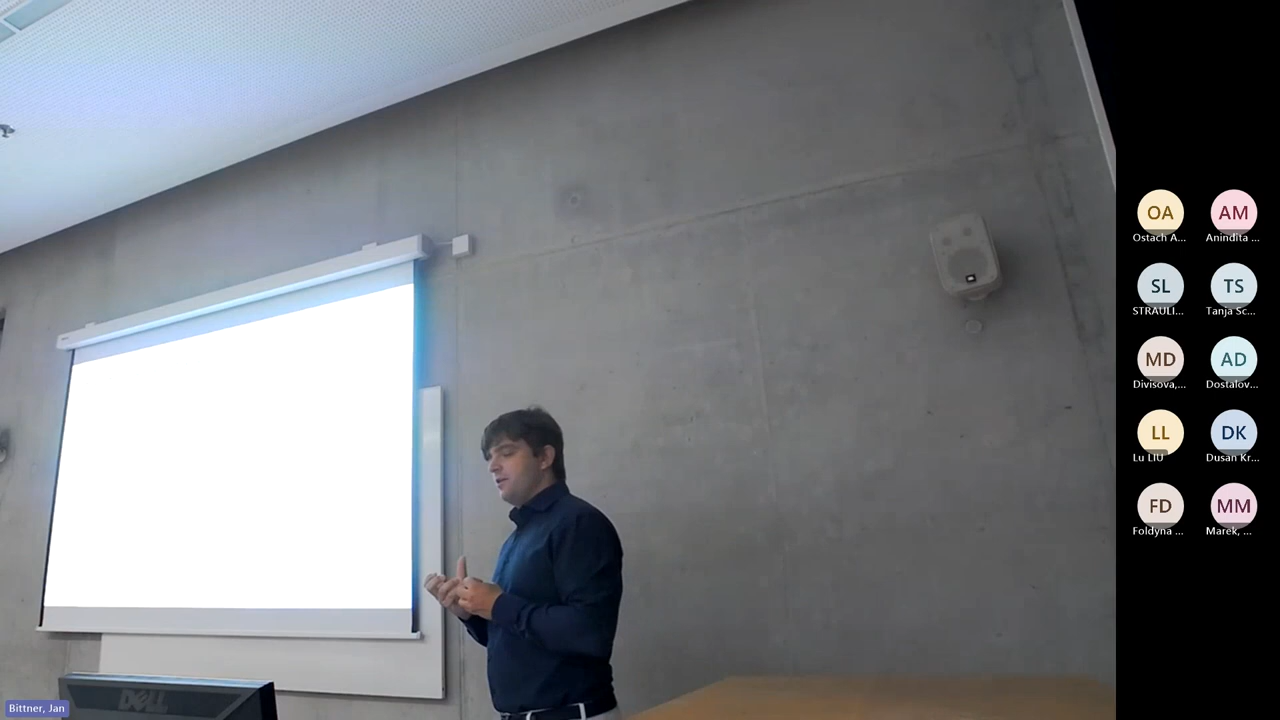 OA AM
Ostach A... Anindita ...
SL TS
STRAULI... Tanja Sc...
MD AD
Divisova,... Dostalov...
LL DK
Lu LIU Dusan Kr...
FD MM
Foldyna ... Marek, ...
DELL
Bittner, Jan